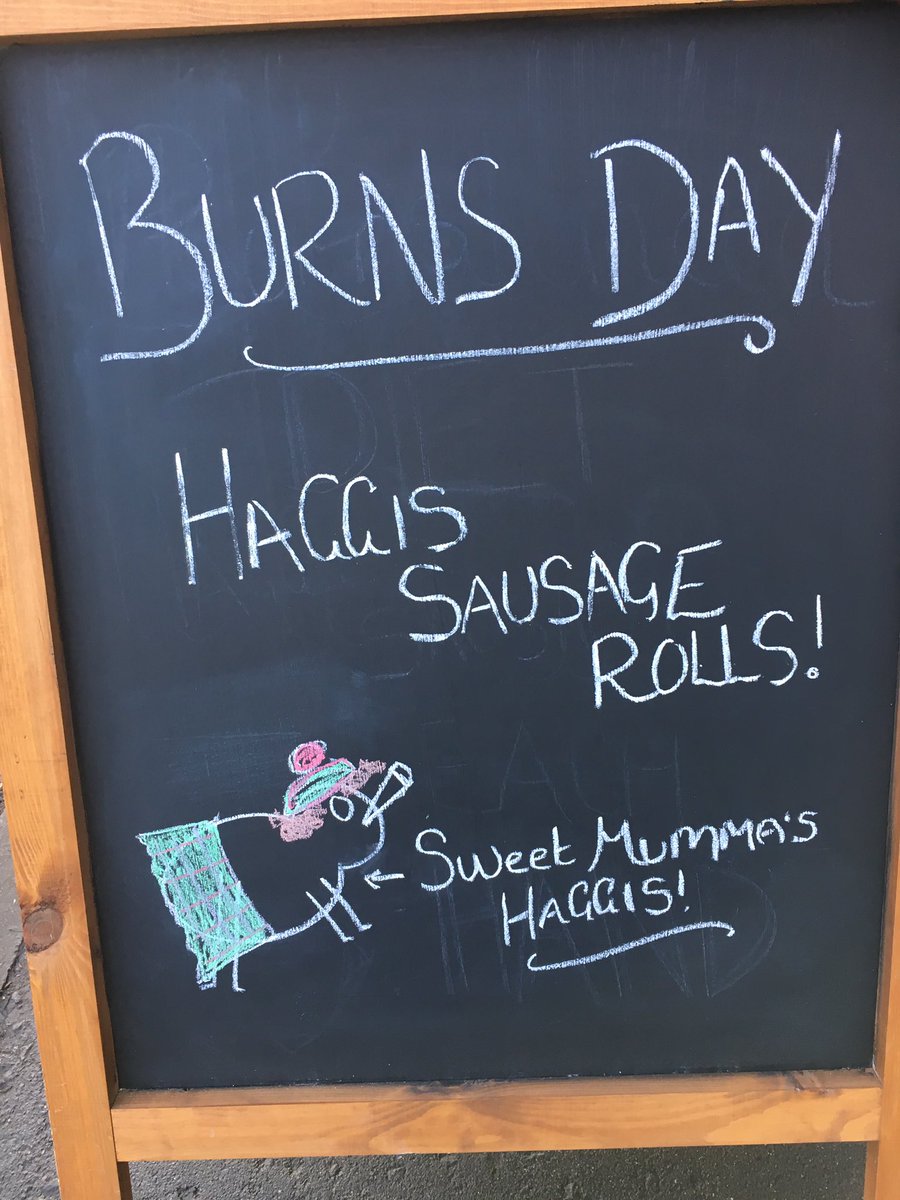 BURNS DAY
HAGGIS
SAUSAGE
ROLLS!
SWEET MUMMA'S
HAGGIS!